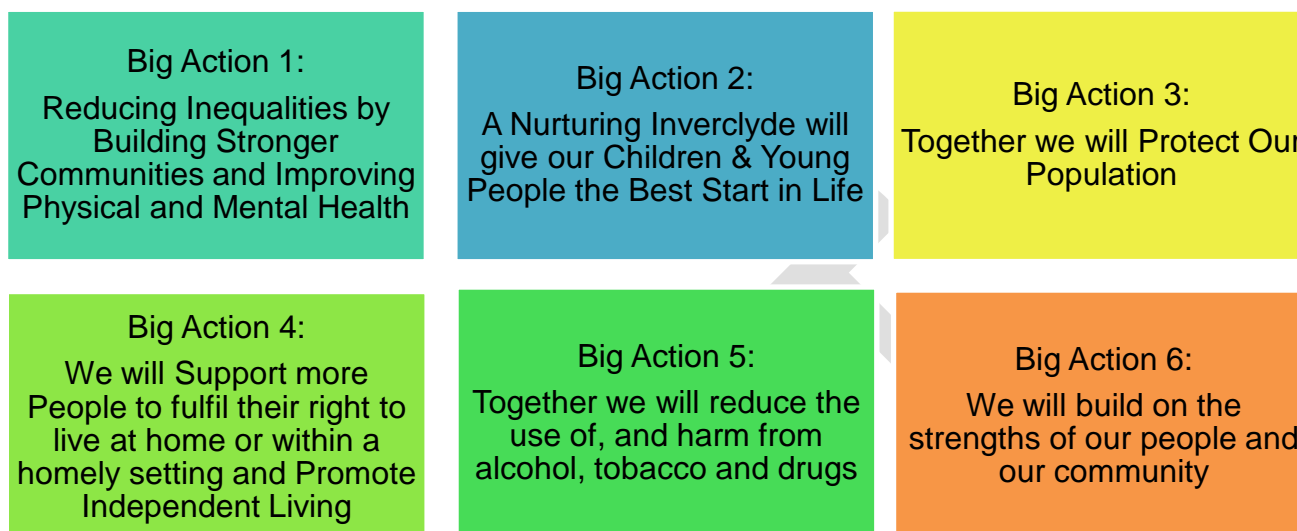 Big Action 1:
Reducing Inequalities by
Building Stronger
Communities and Improving
Physical and Mental Health
Big Action 2:
A Nurturing Inverclyde will
give our Children & Young
People the Best Start in Life
Big Action 3:
Together we will Protect Our
Population
Big Action 4:
We will Support more
People to fulfil their right to
live at home or within a
homely setting and Promote
Independent Living
Big Action 5:
Together we will reduce the
use of, and harm from
alcohol, tobacco and drugs
Big Action 6:
We will build on the
strengths of our people and
our community